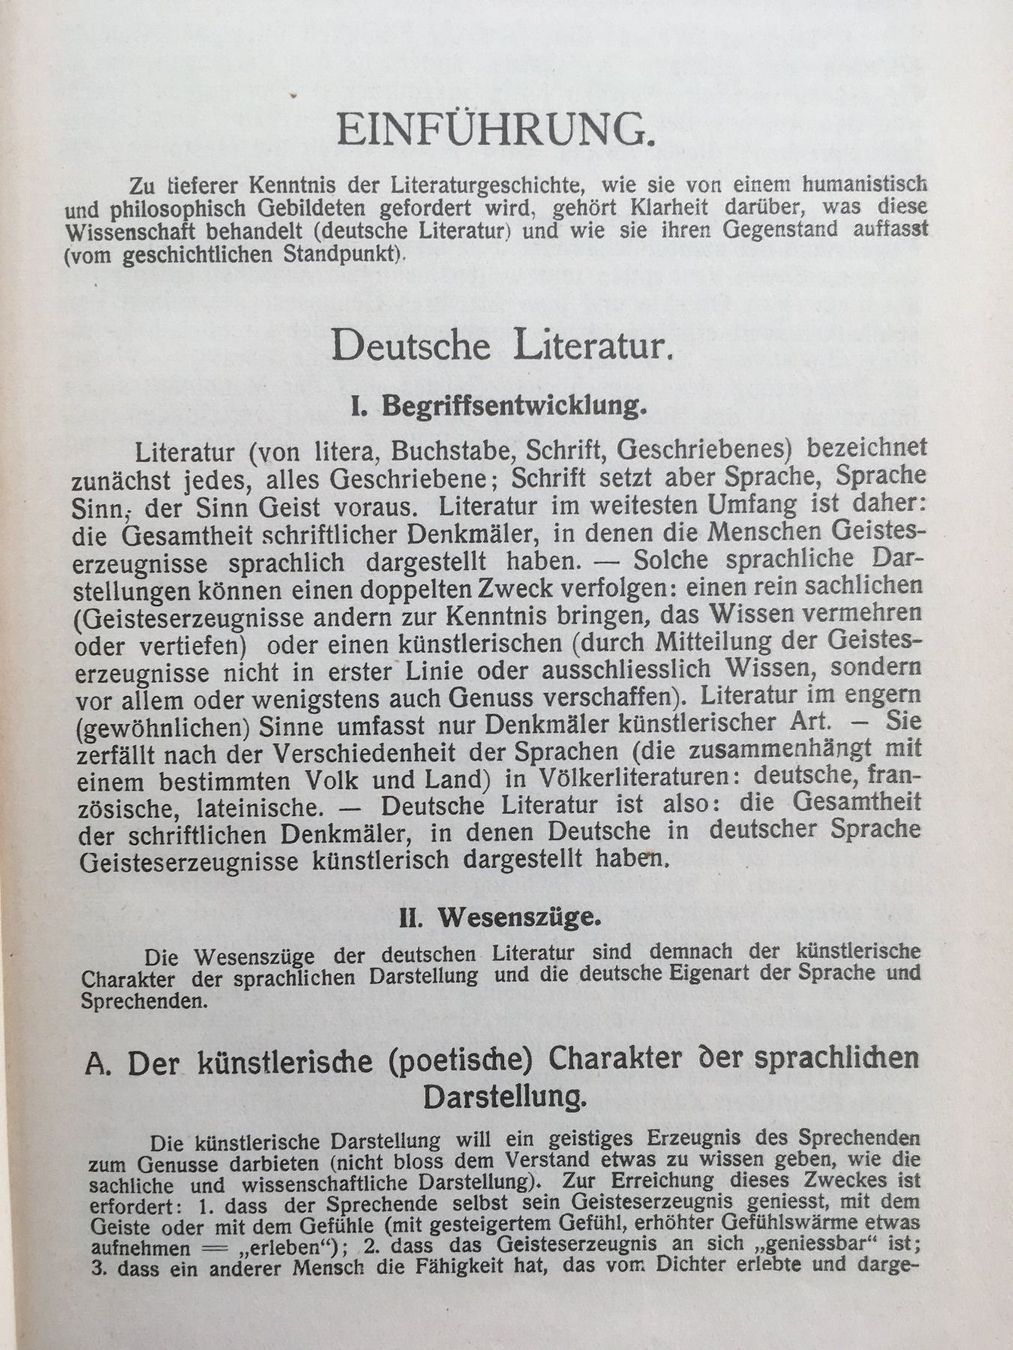 EINFÜHRUNG.
Zu tieferer Kenntnis der Literaturgeschichte, wie sie von einem humanistisch
und philosophisch Gebildeten gefordert wird, gehört Klarheit darüber, was diese
Wissenschaft behandelt (deutsche Literatur) und wie sie ihren Gegenstand auffasst
(vom geschichtlichen Standpunkt).
Deutsche Literatur.
I. Begriffsentwicklung.
Literatur (von litera, Buchstabe, Schrift, Geschriebenes) bezeichnet
zunächst jedes, alles Geschriebene; Schrift setzt aber Sprache, Sprache
Sinn, der Sinn Geist voraus. Literatur im weitesten Umfang ist daher:
die Gesamtheit schriftlicher Denkmäler, in denen die Menschen Geistes-
erzeugnisse sprachlich dargestellt haben. — Solche sprachliche Dar-
stellungen können einen doppelten Zweck verfolgen: einen rein sachlichen
(Geisteserzeugnisse andern zur Kenntnis bringen, das Wissen vermehren
oder vertiefen) oder einen künstlerischen (durch Mitteilung der Geistes-
erzeugnisse nicht in erster Linie oder ausschliesslich Wissen, sondern
vor allem oder wenigstens auch Genuss verschaffen). Literatur im engern
(gewöhnlichen) Sinne umfasst nur Denkmäler künstlerischer Art. — Sie
zerfällt nach der Verschiedenheit der Sprachen (die zusammenhängt mit
einem bestimmten Volk und Land) in Völkerliteraturen: deutsche, fran-
zösische, lateinische. — Deutsche Literatur ist also: die Gesamtheit
der schriftlichen Denkmäler, in denen Deutsche in deutscher Sprache
Geisteserzeugnisse künstlerisch dargestellt haben.
II. Wesenszüge.
Die Wesenszüge der deutschen Literatur sind demnach der künstlerische
Charakter der sprachlichen Darstellung und die deutsche Eigenart der Sprache und
Sprechenden.
A. Der künstlerische (poetische) Charakter der sprachlichen
Darstellung.
Die künstlerische Darstellung will ein geistiges Erzeugnis des Sprechenden
zum Genusse darbieten (nicht bloss dem Verstand etwas zu wissen geben, wie die
sachliche und wissenschaftliche Darstellung). Zur Erreichung dieses Zweckes ist
erfordert: 1. dass der Sprechende selbst sein Geisteserzeugnis geniesst, mit dem
Geiste oder mit dem Gefühle (mit gesteigertem Gefühl, erhöhter Gefühlswärme etwas
aufnehmen = „erleben“); 2. dass das Geisteserzeugnis an sich „geniessbar“ ist;
3. dass ein anderer Mensch die Fähigkeit hat, das vom Dichter erlebte und darge-